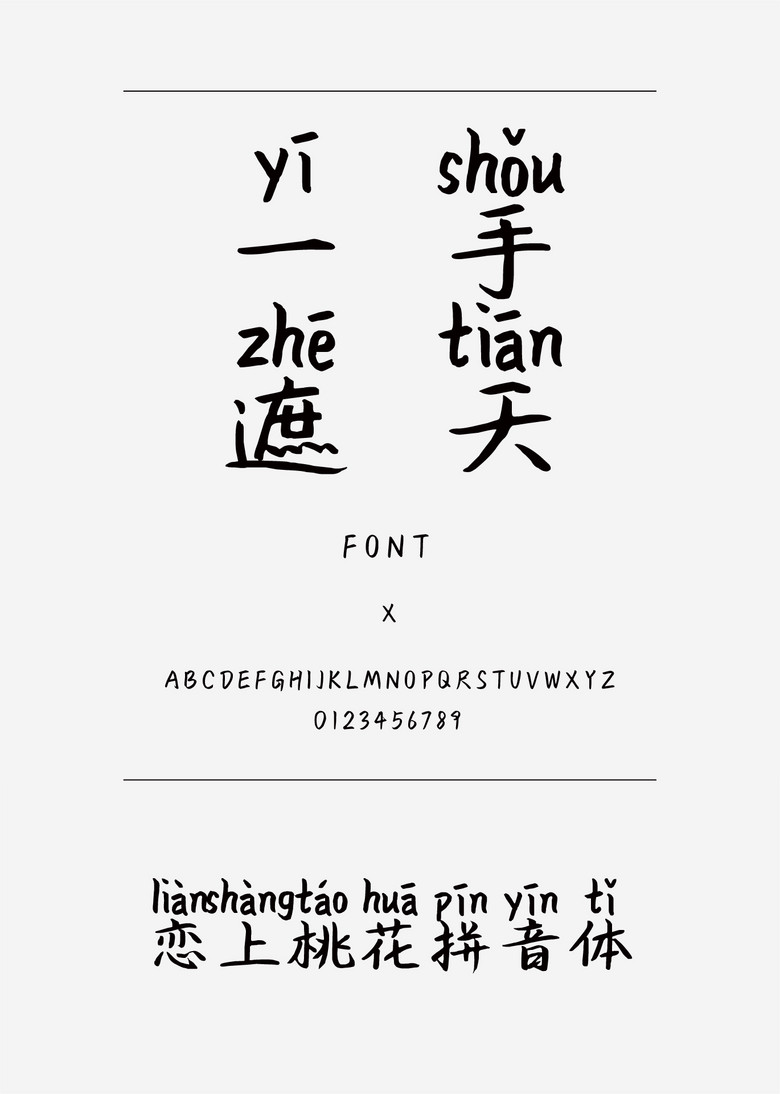 yī shǒu
一 手
zhē tiān
遮 天
FONT
X
ABCDEFGHIJKLMNOPQRSTUVWXYZ
0123456789
liànshàngtáo huā pīn yīn tǐ
恋上桃花拼音体